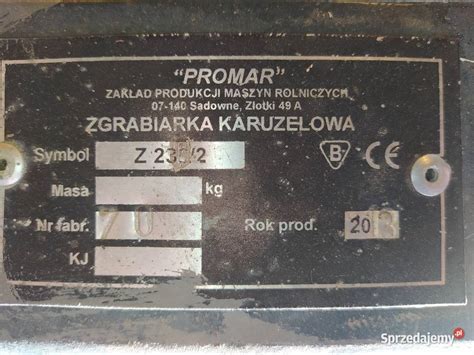 "PROMAR"
ZAKŁAD PRODUKCJI MASZYN ROLNICZYCH
07-140 Sadowne, Złotki 49 A
ZGRABIARKA KARUZELOWA
Symbol
B CE
Masa kg
Nr fabr. Rok prod. 20
KJ
Sprzedajemy.pl